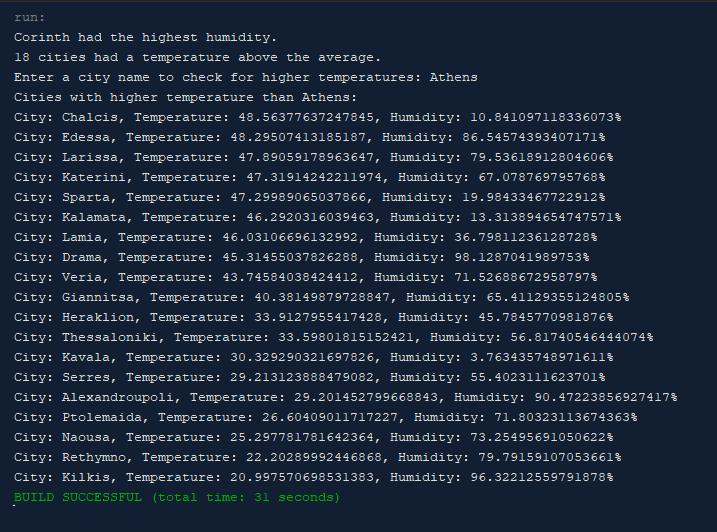 run:
Corinth had the highest humidity.
18 cities had a temperature above the average.
Enter a city name to check for higher temperatures: Athens
Cities with higher temperature than Athens:
City: Chalcis, Temperature: 48.56377637247845, Humidity: 10.841097118336073%
City: Edessa, Temperature: 48.29507413185187, Humidity: 86.54574393407171%
City: Larissa, Temperature: 47.89059178963647, Humidity: 79.53618912804606%
City: Katerini, Temperature: 47.31914242211974, Humidity: 67.078769795768%
City: Sparta, Temperature: 47.29989065037866, Humidity: 19.98433467722912%
City: Kalamata, Temperature: 46.2920316039463, Humidity: 13.313894654747571%
City: Lamia, Temperature: 46.03106696132992, Humidity: 36.79811236128728%
City: Drama, Temperature: 45.31455037826288, Humidity: 98.1287041989753%
City: Veria, Temperature: 43.74584038424412, Humidity: 71.52688672958797%
City: Giannitsa, Temperature: 40.38149879728847, Humidity: 65.41129355124805%
City: Heraklion, Temperature: 33.9127955417428, Humidity: 45.7845770981876%
City: Thessaloniki, Temperature: 33.59801815152421, Humidity: 56.81740546444074%
City: Kavala, Temperature: 30.329290321697826, Humidity: 3.763435748971611%
City: Serres, Temperature: 29.213123888479082, Humidity: 55.4023111623701%
City: Alexandroupoli, Temperature: 29.201452799668843, Humidity: 90.47223856927417%
City: Ptolemaida, Temperature: 26.60409011717227, Humidity: 71.80323113674363%
City: Naousa, Temperature: 25.297781781642364, Humidity: 73.25495691050622%
City: Rethymno, Temperature: 22.20289992446868, Humidity: 79.79159107053661%
City: Kilkis, Temperature: 20.997570698531383, Humidity: 96.32212559791878%
BUILD SUCCESSFUL (total time: 31 seconds)